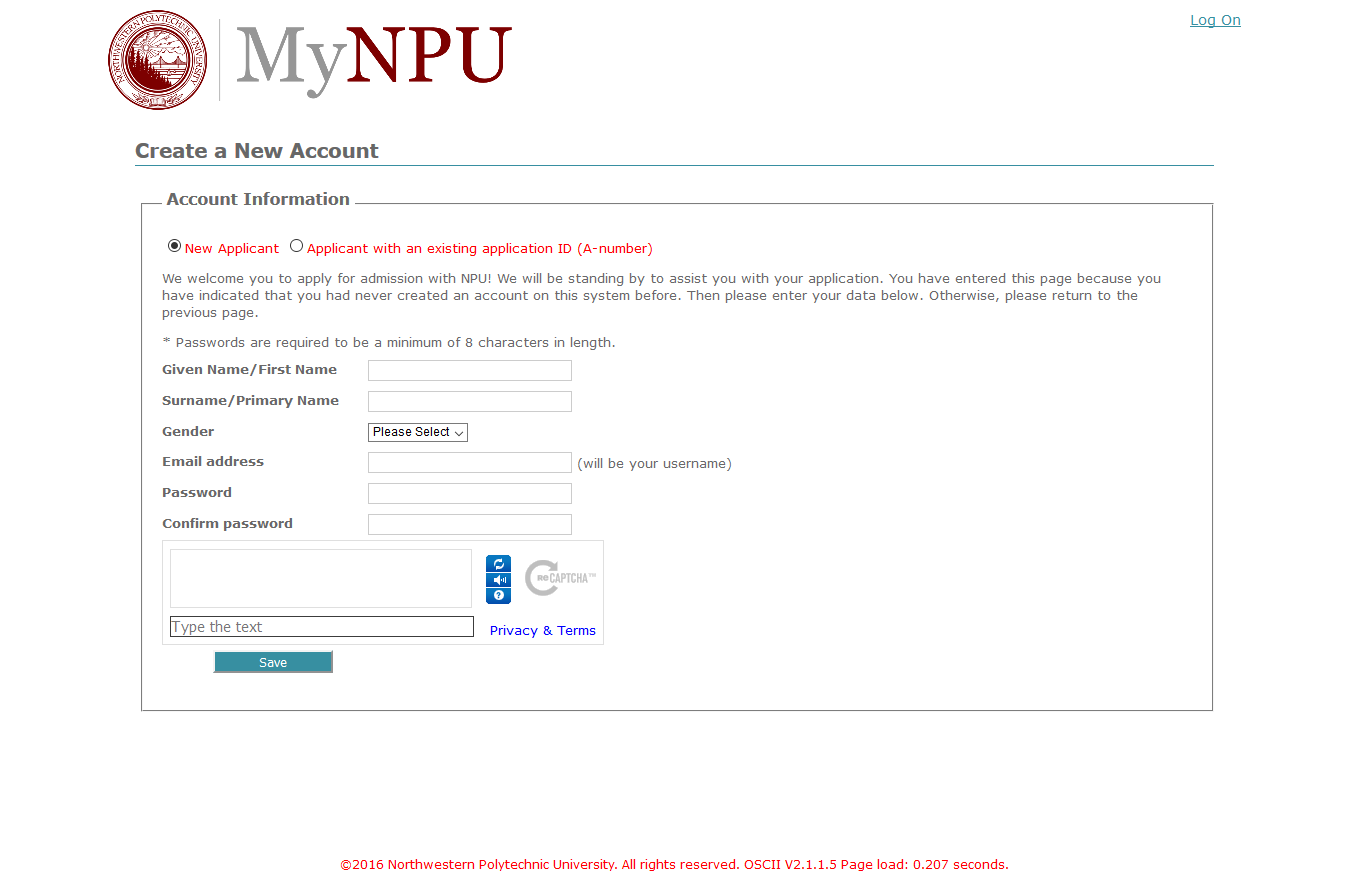 Log On
NORTHWESTERN POLYTECHNIC UNIVERSITY
MyNPU
Create a New Account
Account Information
New Applicant Applicant with an existing application ID (A-number)
We welcome you to apply for admission with NPU! We will be standing by to assist you with your application. You have entered this page because you
have indicated that you had never created an account on this system before. Then please enter your data below. Otherwise, please return to the
previous page.
* Passwords are required to be a minimum of 8 characters in length.
Given Name/First Name
Surname/Primary Name
Gender Please Select
Email address (will be your username)
Password
Confirm password
reCAPTCHA™
Type the text Privacy & Terms
Save
©2016 Northwestern Polytechnic University. All rights reserved. OSCII V2.1.1.5 Page load: 0.207 seconds.